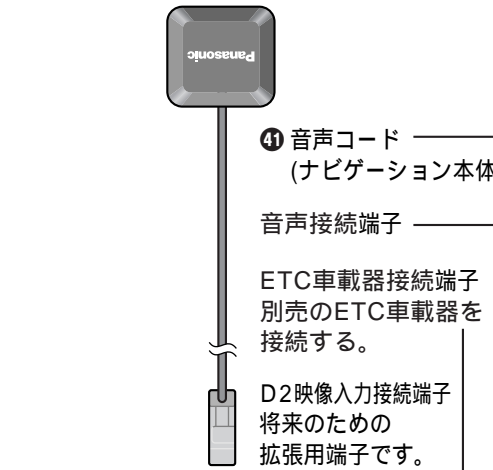 Panasonic
㊶ 音声コード
(ナビゲーション本体
音声接続端子
ETC車載器接続端子
別売のETC車載器を
接続する。
D2映像入力接続端子
将来のための
拡張用端子です。